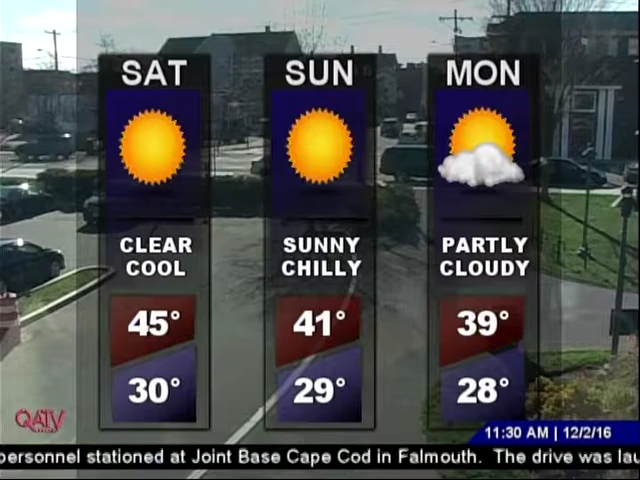 SAT SUN MON
CLEAR COOL
SUNNY CHILLY
PARTLY CLOUDY
45° 41° 39°
30° 29° 28°
QATV
11:30 AM | 12/2/16
personnel stationed at Joint Base Cape Cod in Falmouth. The drive was lau